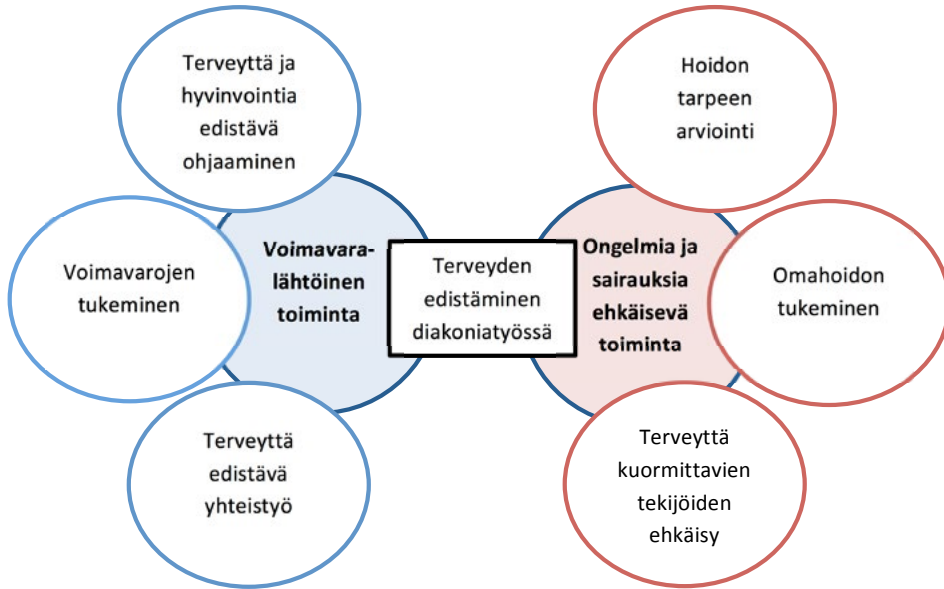 Terveyttä ja
hyvinvointia
edistävä
ohjaaminen
Hoidon
tarpeen
arviointi
Voimavarojen
tukeminen
Voimavara-
lähtöinen
toiminta
Terveyden
edistäminen
diakoniatyössä
Ongelmia ja
sairauksia
ehkäisevä
toiminta
Omahoidon
tukeminen
Terveyttä
edistävä
yhteistyö
Terveyttä
kuormittavien
tekijöiden
ehkäisy